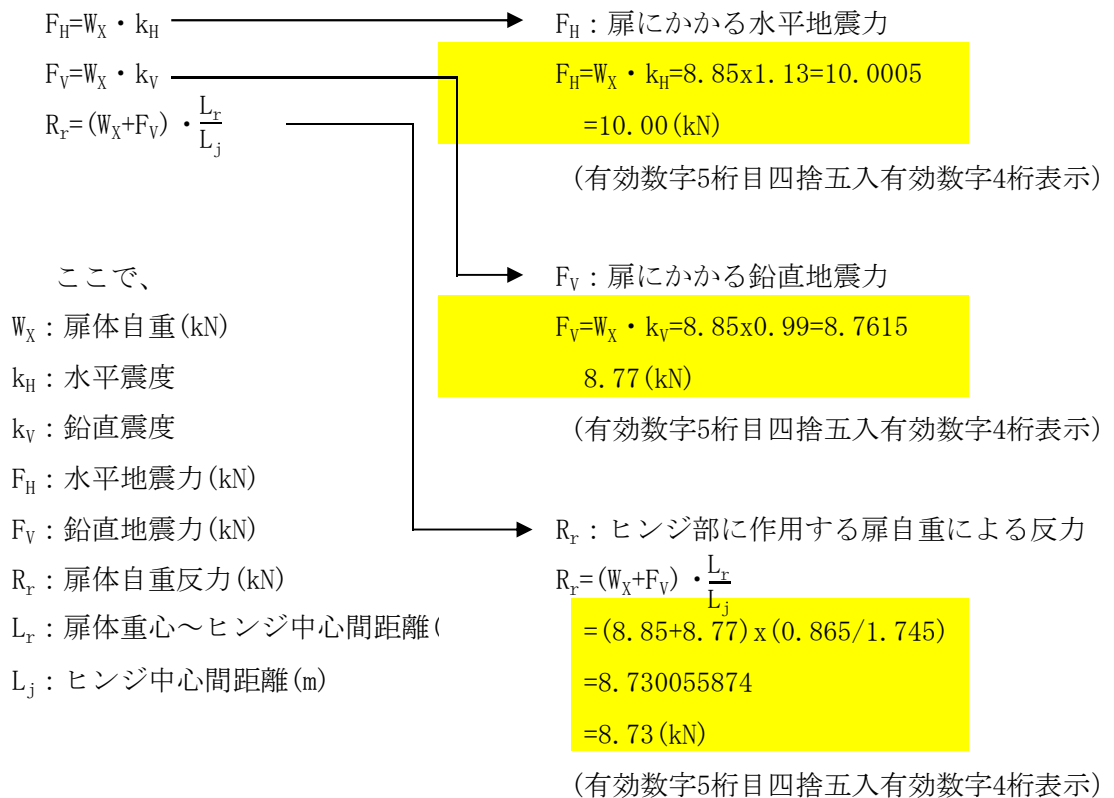 F_H=W_X・k_H
F_V=W_X・k_V
R_r=(W_X+F_V)・L_r/L_j
ここで、
W_X：扉体自重(kN)
k_H：水平震度
k_V：鉛直震度
F_H：水平地震力(kN)
F_V：鉛直地震力(kN)
R_r：扉体自重反力(kN)
L_r：扉体重心～ヒンジ中心間距離(
L_j：ヒンジ中心間距離(m)
F_H：扉にかかる水平地震力
F_H=W_X・k_H=8.85x1.13=10.0005
=10.00(kN)
(有効数字5桁目四捨五入有効数字4桁表示)
F_V：扉にかかる鉛直地震力
F_V=W_X・k_V=8.85x0.99=8.7615
8.77(kN)
(有効数字5桁目四捨五入有効数字4桁表示)
R_r：ヒンジ部に作用する扉自重による反力
R_r=(W_X+F_V)・L_r/L_j
=(8.85+8.77)x(0.865/1.745)
=8.730055874
=8.73(kN)
(有効数字5桁目四捨五入有効数字4桁表示)